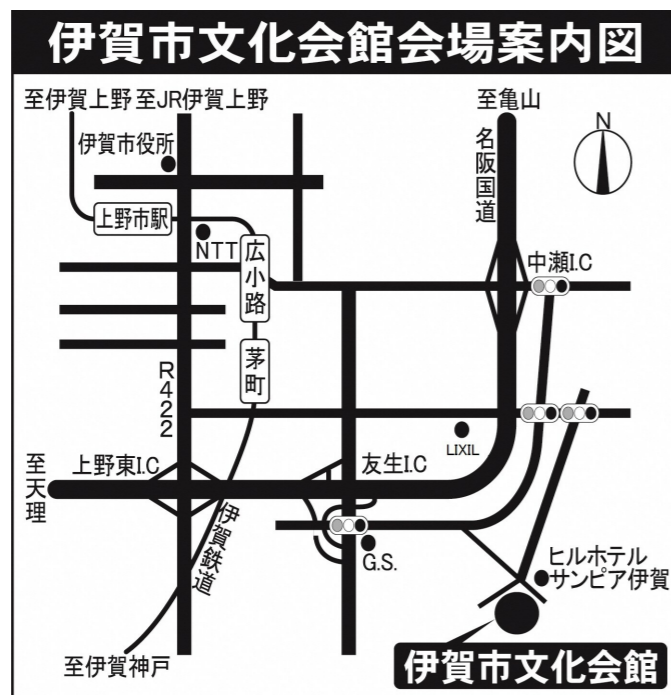 伊賀市文化会館会場案内図
至伊賀上野
至JR伊賀上野
至亀山
N
伊賀市役所
名阪国道
上野市駅
NTT
広小路
中瀬I.C
茅町
R422
LIXIL
至天理
上野東I.C
友生I.C
伊賀鉄道
G.S.
ヒルホテル
サンピア伊賀
至伊賀神戸
伊賀市文化会館